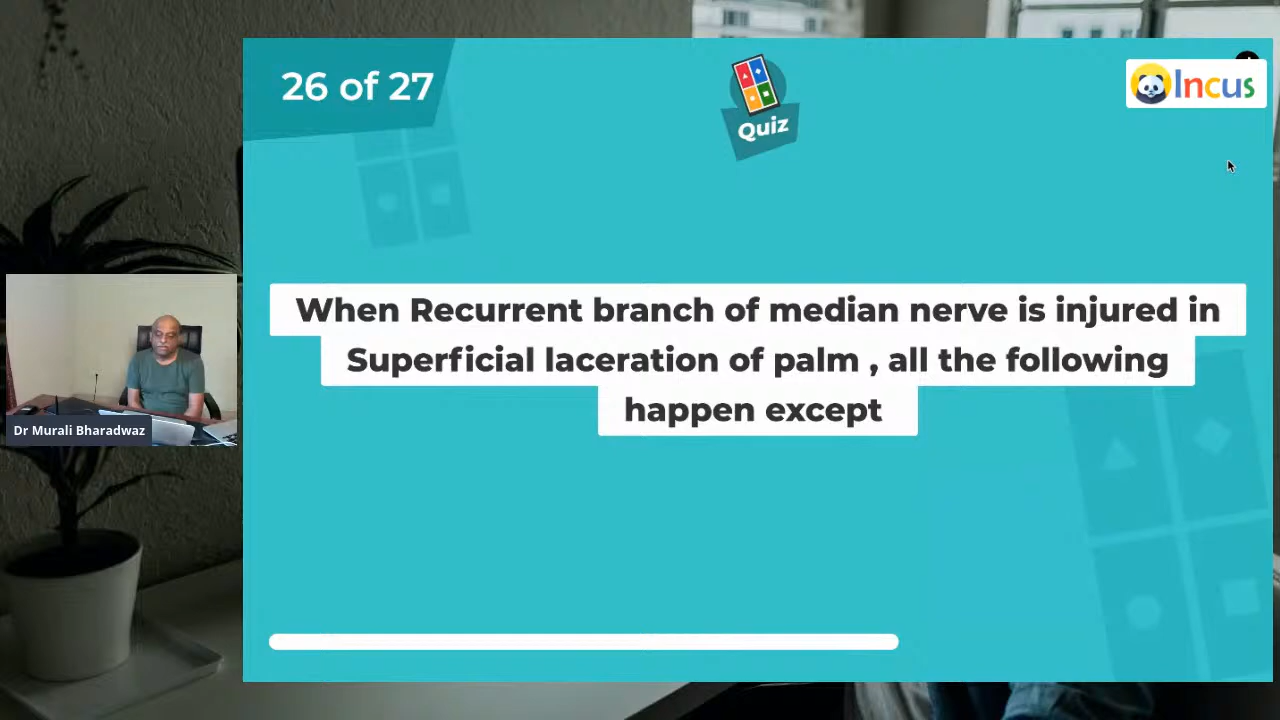 26 of 27
Quiz
Incus
When Recurrent branch of median nerve is injured in
Superficial laceration of palm , all the following
happen except
Dr Murali Bharadwaz